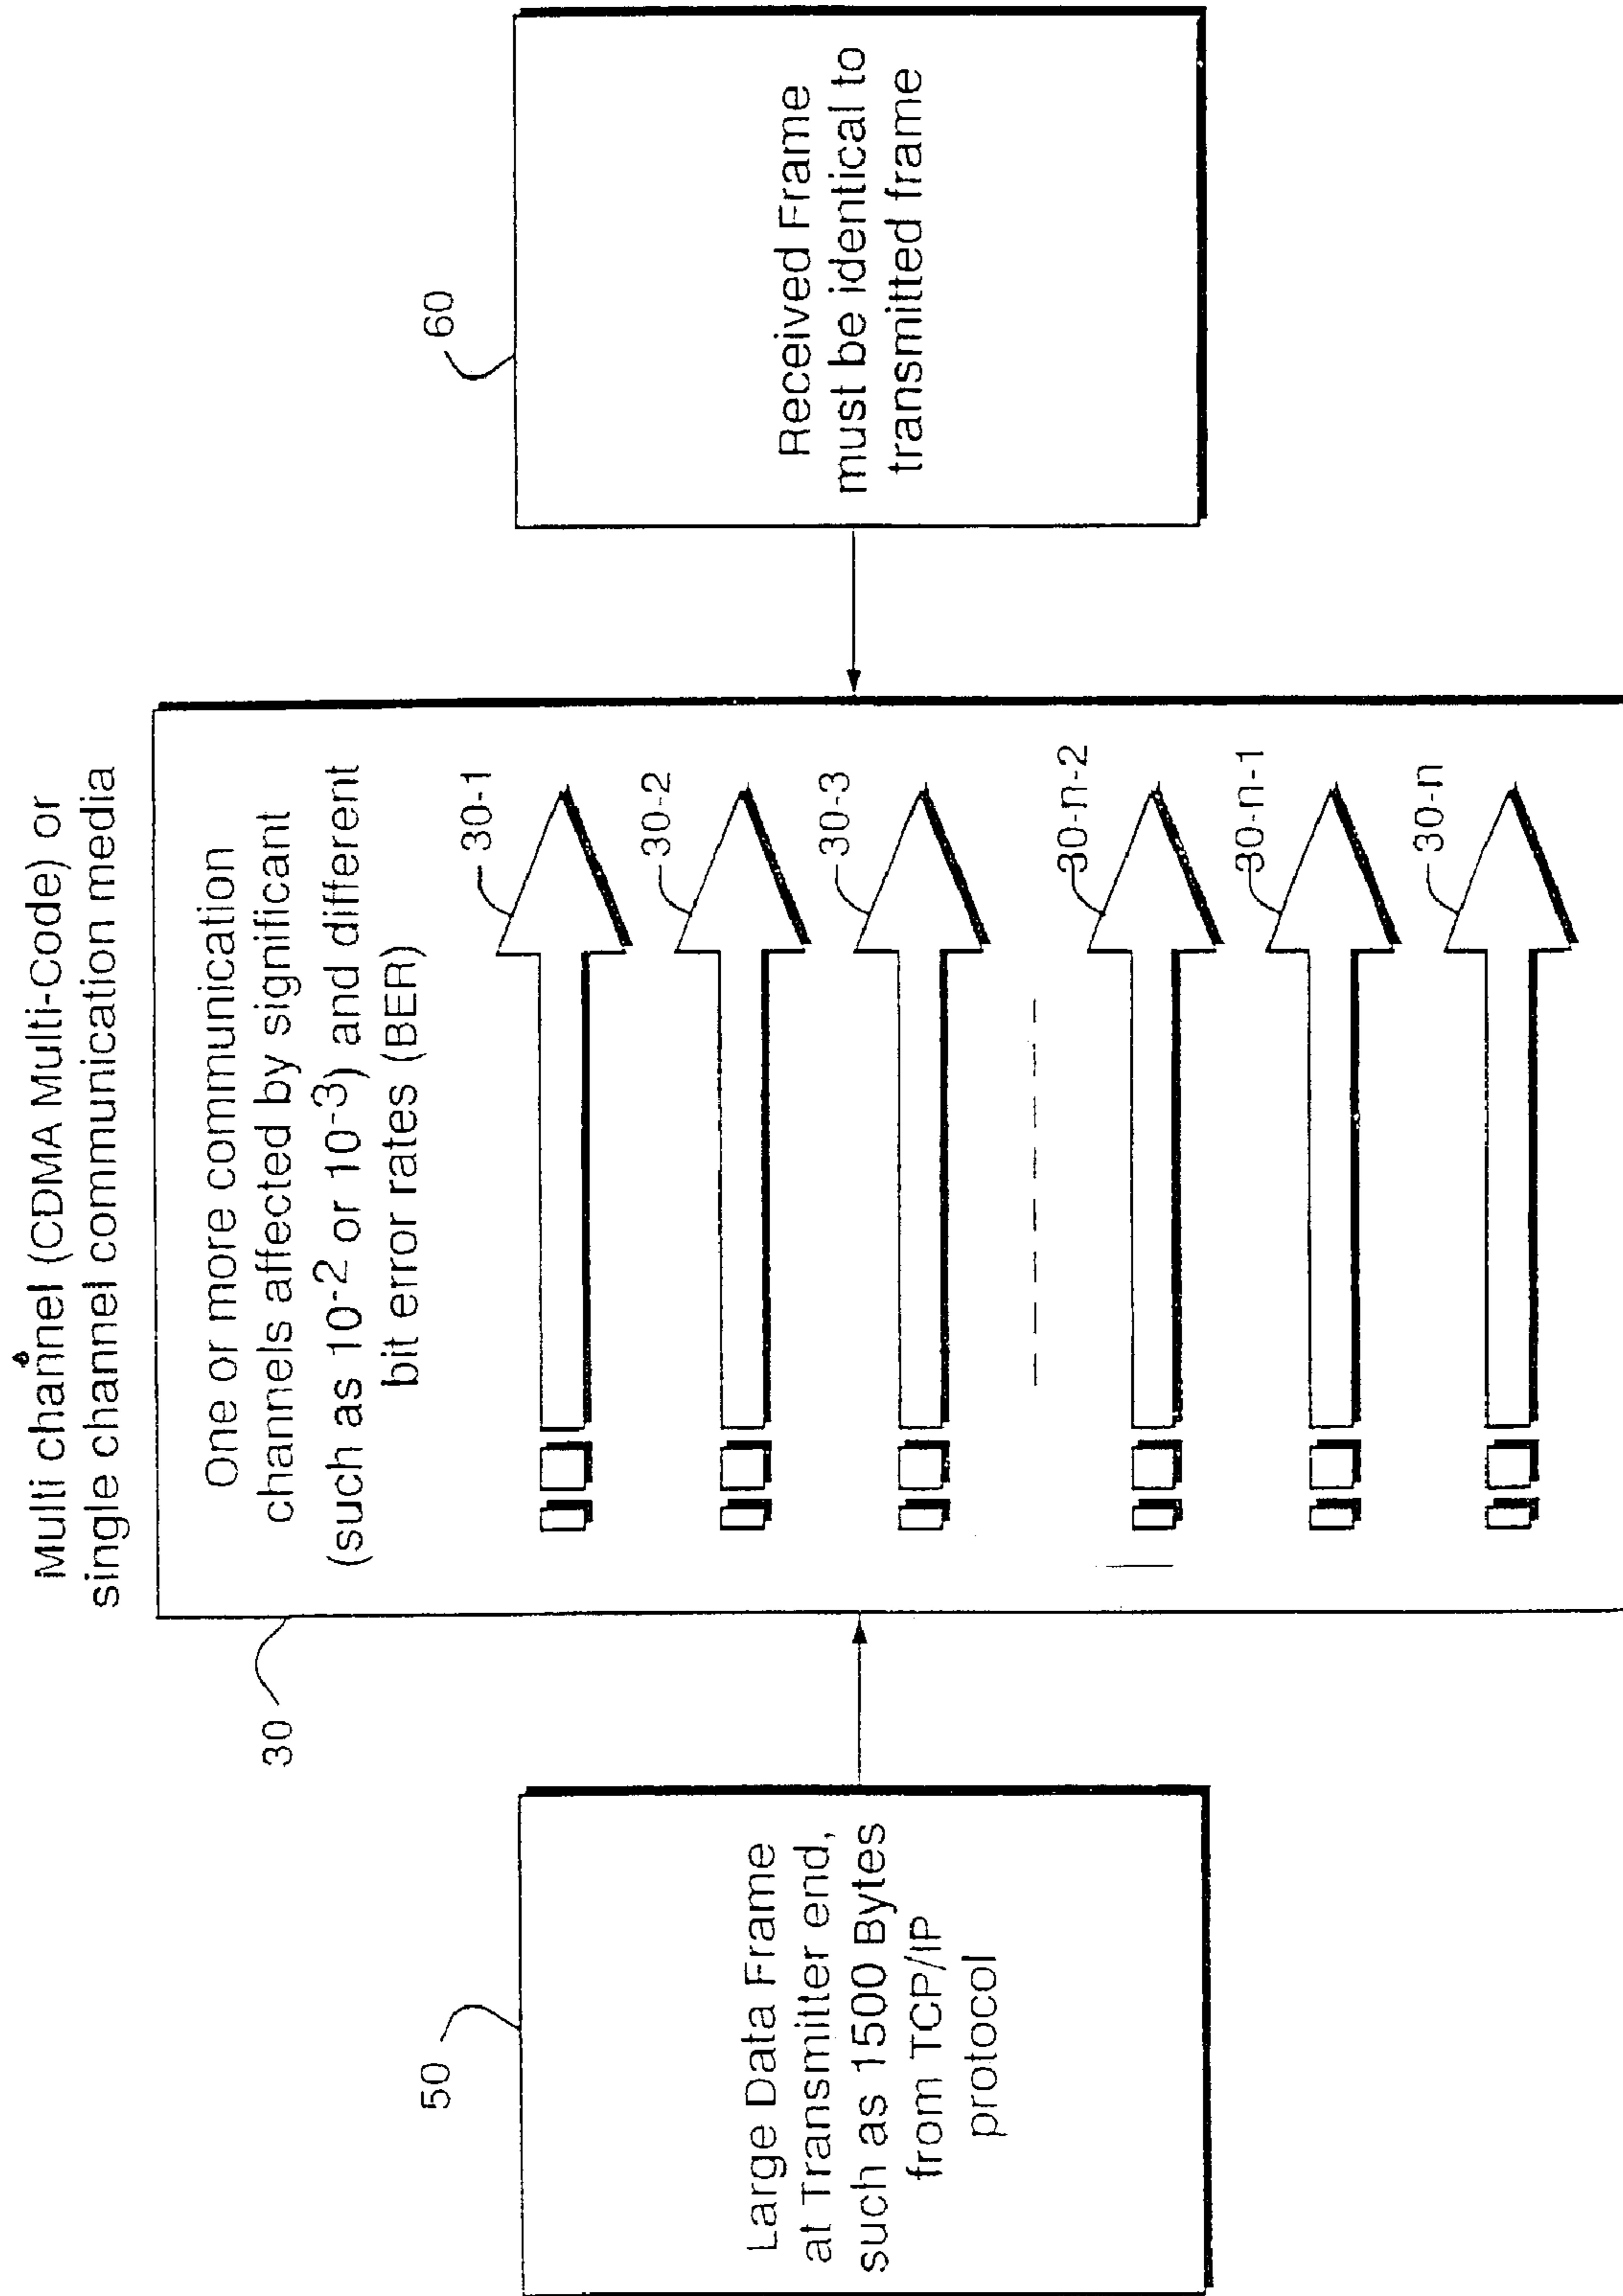 Multi channel (CDMA Multi-Code) or
single channel communication media
30
One or more communication
channels affected by significant
(such as 10⁻² or 10⁻³) and different
bit error rates (BER)
30-1
30-2
30-3
30-n-2
30-n-1
30-n
50
Large Data Frame
at Transmitter end,
such as 1500 Bytes
from TCP/IP
protocol
60
Received Frame
must be identical to
transmitted frame